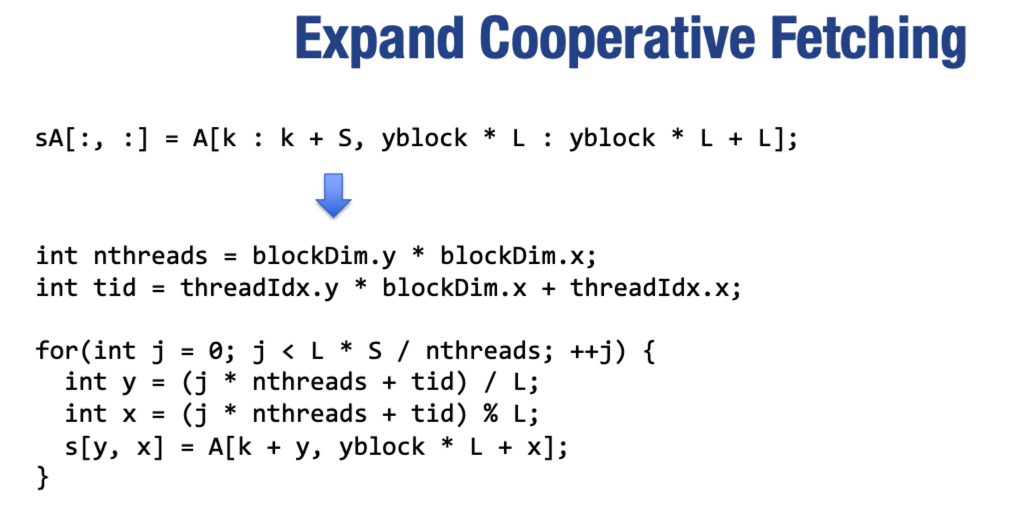 Expand Cooperative Fetching
sA[:, :] = A[k : k + S, yblock * L : yblock * L + L];
int nthreads = blockDim.y * blockDim.x;
int tid = threadIdx.y * blockDim.x + threadIdx.x;
for(int j = 0; j < L * S / nthreads; ++j) {
  int y = (j * nthreads + tid) / L;
  int x = (j * nthreads + tid) % L;
  s[y, x] = A[k + y, yblock * L + x];
}